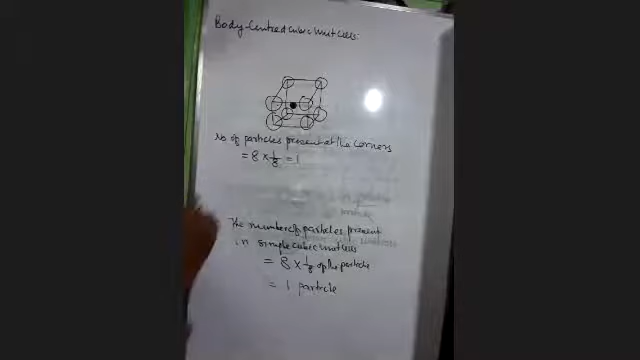 Body-Centred cubic unit cells:
No of particles present at the corners
= 8 × 1/8 = 1
The number of particles present
in simple cubic unit cells
= 8 × 1/8 of the particle
= 1 particle